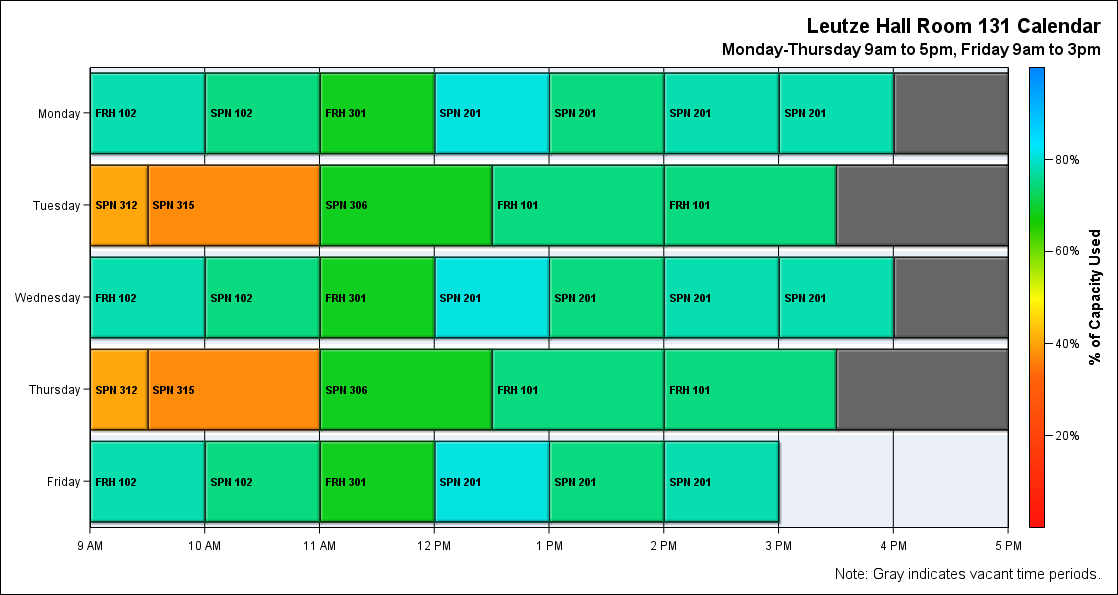 Leutze Hall Room 131 Calendar
Monday-Thursday 9am to 5pm, Friday 9am to 3pm
Monday FRH 102 SPN 102 FRH 301 SPN 201 SPN 201 SPN 201 SPN 201
Tuesday SPN 312 SPN 315 SPN 306 FRH 101 FRH 101
Wednesday FRH 102 SPN 102 FRH 301 SPN 201 SPN 201 SPN 201 SPN 201
Thursday SPN 312 SPN 315 SPN 306 FRH 101 FRH 101
Friday FRH 102 SPN 102 FRH 301 SPN 201 SPN 201 SPN 201
9 AM 10 AM 11 AM 12 PM 1 PM 2 PM 3 PM 4 PM 5 PM
80%
60%
40%
20%
% of Capacity Used
Note: Gray indicates vacant time periods.